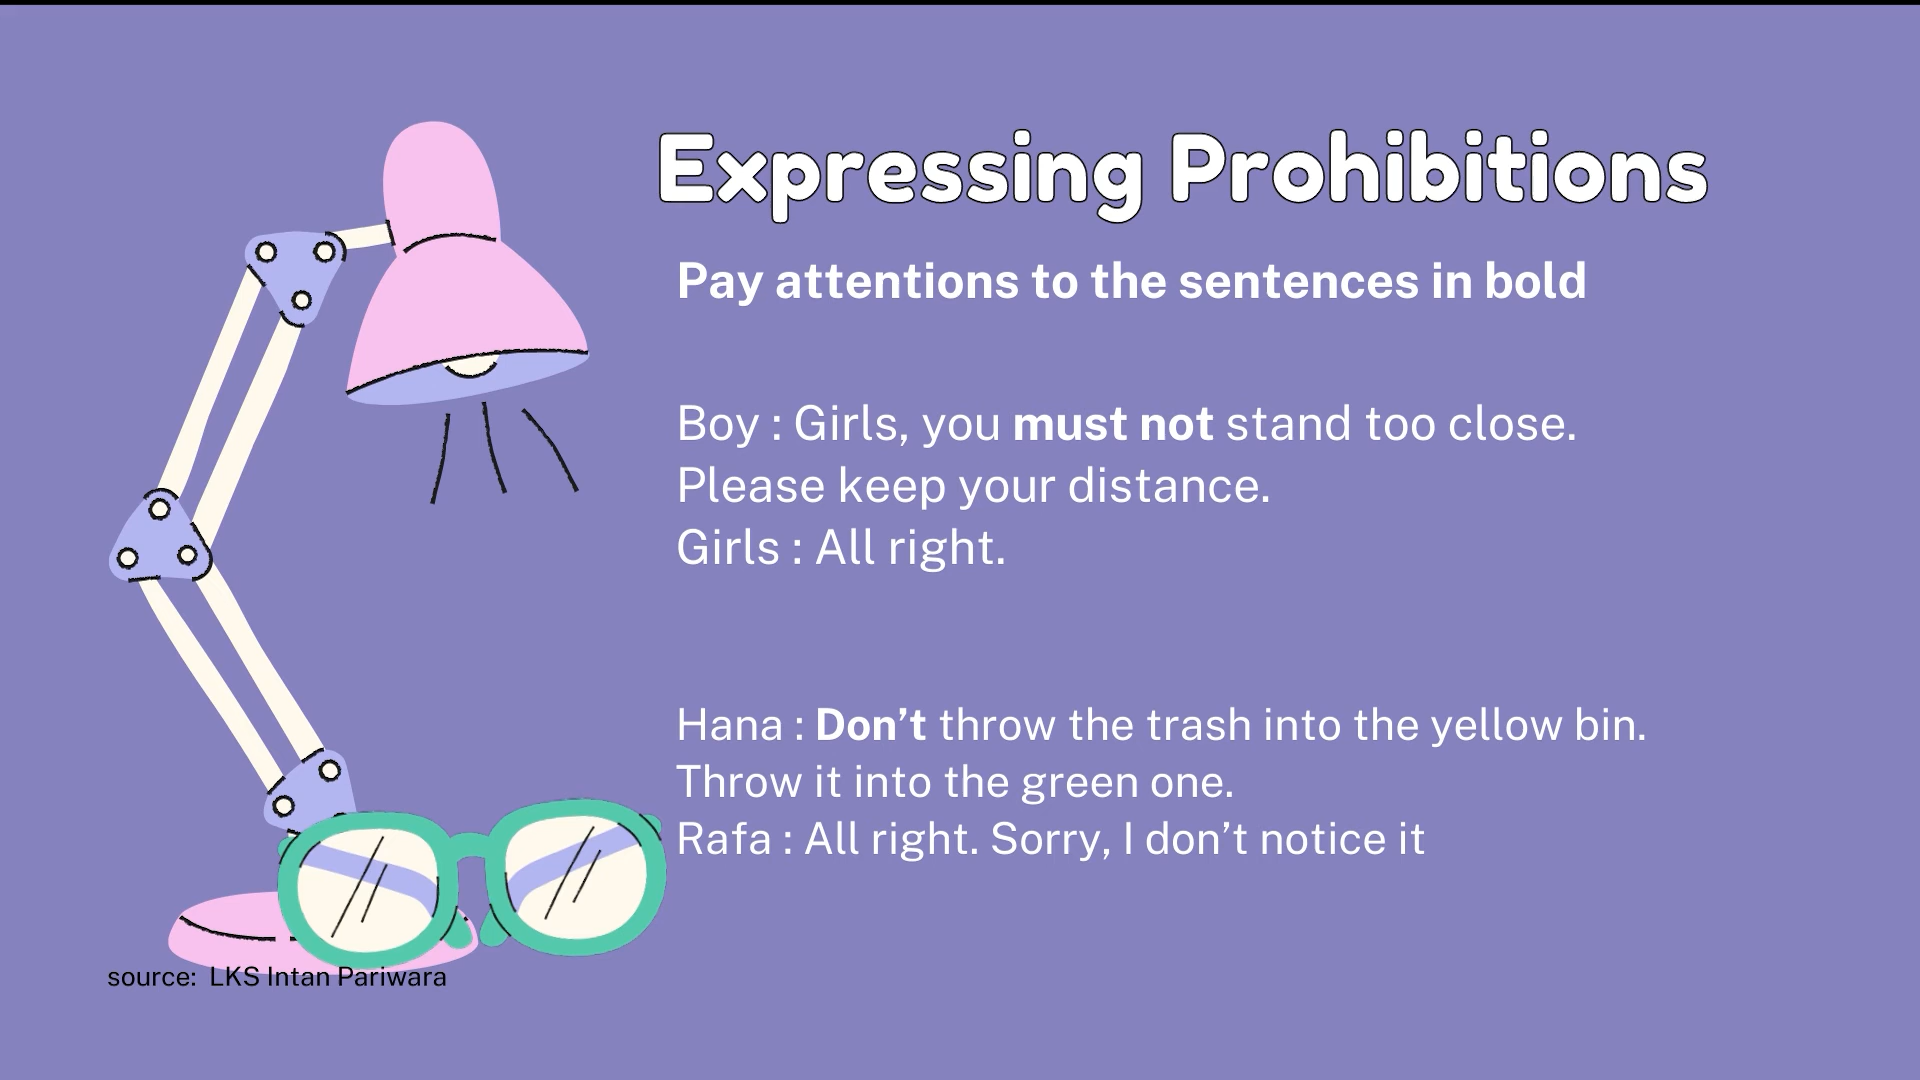 Expressing Prohibitions
Pay attentions to the sentences in bold
Boy : Girls, you must not stand too close.
Please keep your distance.
Girls : All right.
Hana : Don’t throw the trash into the yellow bin.
Throw it into the green one.
Rafa : All right. Sorry, I don’t notice it
source: LKS Intan Pariwara